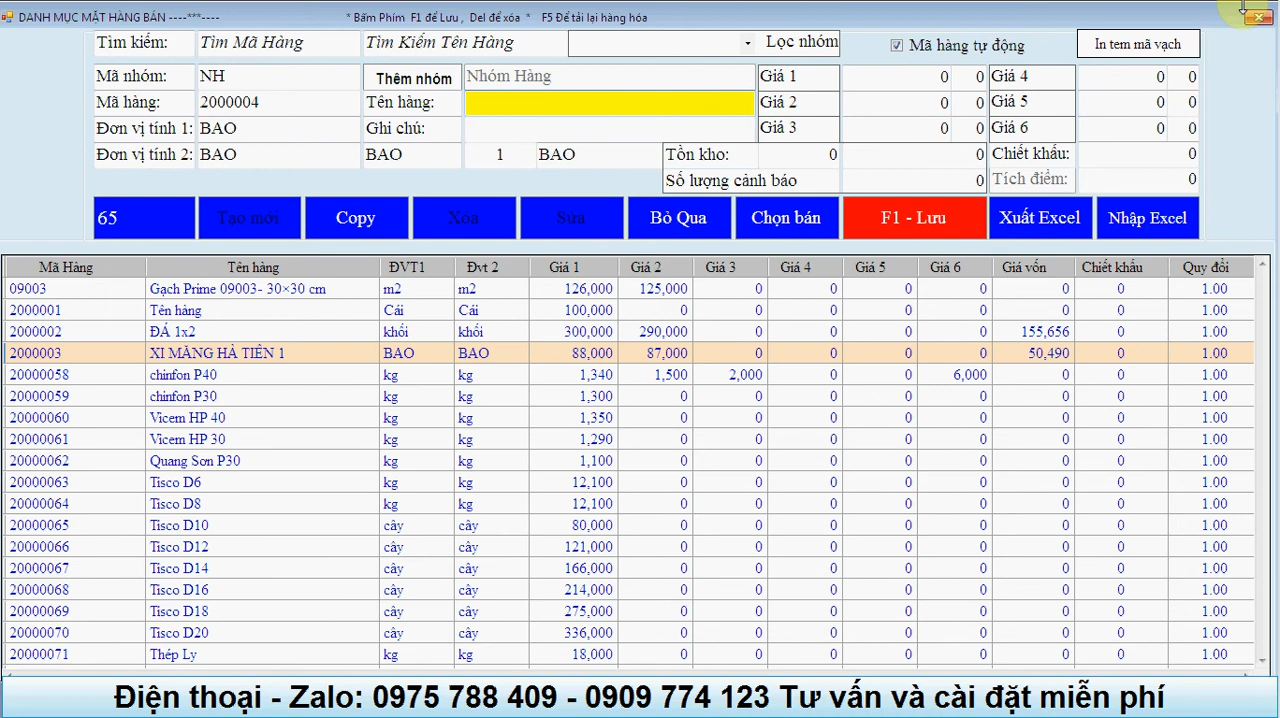 DANH MỤC MẶT HÀNG BÁN ----***---- * Bấm Phím F1 để Lưu , Del để xóa * F5 Để tải lại hàng hóa
Tìm kiếm: Tìm Mã Hàng Tìm Kiếm Tên Hàng Lọc nhóm Mã hàng tự động In tem mã vạch
Mã nhóm: NH Thêm nhóm Nhóm Hàng Giá 1 0 0 Giá 4 0 0
Mã hàng: 2000004 Tên hàng: Giá 2 0 0 Giá 5 0 0
Đơn vị tính 1: BAO Ghi chú: Giá 3 0 0 Giá 6 0 0
Đơn vị tính 2: BAO BAO 1 BAO Tồn kho: 0 0 Chiết khấu: 0
Số lượng cảnh báo 0 Tích điểm: 0
65 Tạo mới Copy Xóa Sửa Bỏ Qua Chọn bán F1 - Lưu Xuất Excel Nhập Excel
Mã Hàng Tên hàng ĐVT1 Đvt 2 Giá 1 Giá 2 Giá 3 Giá 4 Giá 5 Giá 6 Giá vốn Chiết khấu Quy đổi
09003 Gạch Prime 09003- 30×30 cm m2 m2 126,000 125,000 0 0 0 0 0 0 1.00
2000001 Tên hàng Cái Cái 100,000 0 0 0 0 0 0 0 1.00
2000002 ĐÁ 1x2 khối khối 300,000 290,000 0 0 0 0 155,656 0 1.00
2000003 XI MĂNG HÀ TIÊN 1 BAO BAO 88,000 87,000 0 0 0 0 50,490 0 1.00
20000058 chinfon P40 kg kg 1,340 1,500 2,000 0 0 6,000 0 0 1.00
20000059 chinfon P30 kg kg 1,300 0 0 0 0 0 0 0 1.00
20000060 Vicem HP 40 kg kg 1,350 0 0 0 0 0 0 0 1.00
20000061 Vicem HP 30 kg kg 1,290 0 0 0 0 0 0 0 1.00
20000062 Quang Sơn P30 kg kg 1,100 0 0 0 0 0 0 0 1.00
20000063 Tisco D6 kg kg 12,100 0 0 0 0 0 0 0 1.00
20000064 Tisco D8 kg kg 12,100 0 0 0 0 0 0 0 1.00
20000065 Tisco D10 cây cây 80,000 0 0 0 0 0 0 0 1.00
20000066 Tisco D12 cây cây 121,000 0 0 0 0 0 0 0 1.00
20000067 Tisco D14 cây cây 166,000 0 0 0 0 0 0 0 1.00
20000068 Tisco D16 cây cây 214,000 0 0 0 0 0 0 0 1.00
20000069 Tisco D18 cây cây 275,000 0 0 0 0 0 0 0 1.00
20000070 Tisco D20 cây cây 336,000 0 0 0 0 0 0 0 1.00
20000071 Thép Ly kg kg 18,000 0 0 0 0 0 0 0 1.00
Điện thoại - Zalo: 0975 788 409 - 0909 774 123 Tư vấn và cài đặt miễn phí